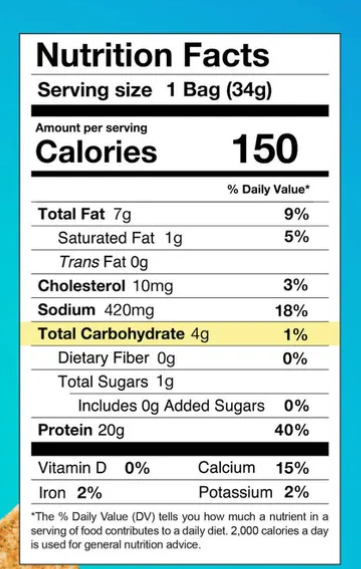 Nutrition Facts
Serving size 1 Bag (34g)
Amount per serving
Calories 150
% Daily Value*
Total Fat 7g 9%
Saturated Fat 1g 5%
Trans Fat 0g
Cholesterol 10mg 3%
Sodium 420mg 18%
Total Carbohydrate 4g 1%
Dietary Fiber 0g 0%
Total Sugars 1g
Includes 0g Added Sugars 0%
Protein 20g 40%
Vitamin D 0% Calcium 15%
Iron 2% Potassium 2%
*The % Daily Value (DV) tells you how much a nutrient in a
serving of food contributes to a daily diet. 2,000 calories a day
is used for general nutrition advice.